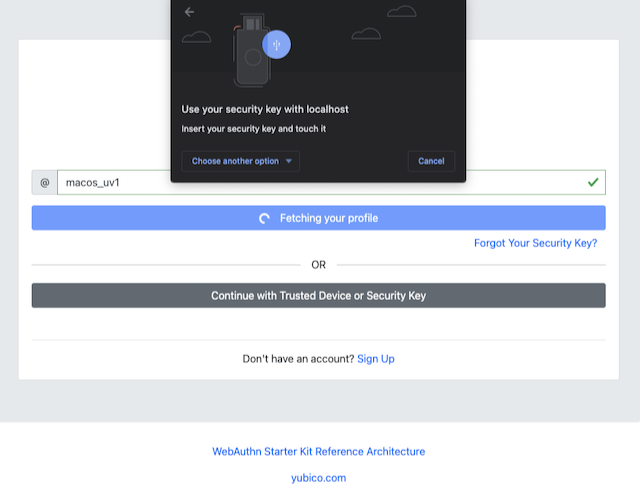 Use your security key with localhost
Insert your security key and touch it
Choose another option
Cancel
@ macos_uv1
Fetching your profile
Forgot Your Security Key?
OR
Continue with Trusted Device or Security Key
Don't have an account? Sign Up
WebAuthn Starter Kit Reference Architecture
yubico.com